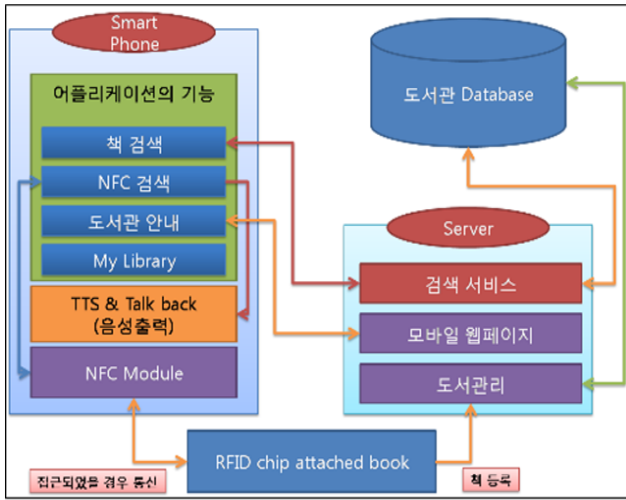 Smart
Phone
어플리케이션의 기능
책 검색
NFC 검색
도서관 안내
My Library
TTS & Talk back
(음성출력)
NFC Module
도서관 Database
Server
검색 서비스
모바일 웹페이지
도서관리
RFID chip attached book
접근되었을 경우 통신
책 등록